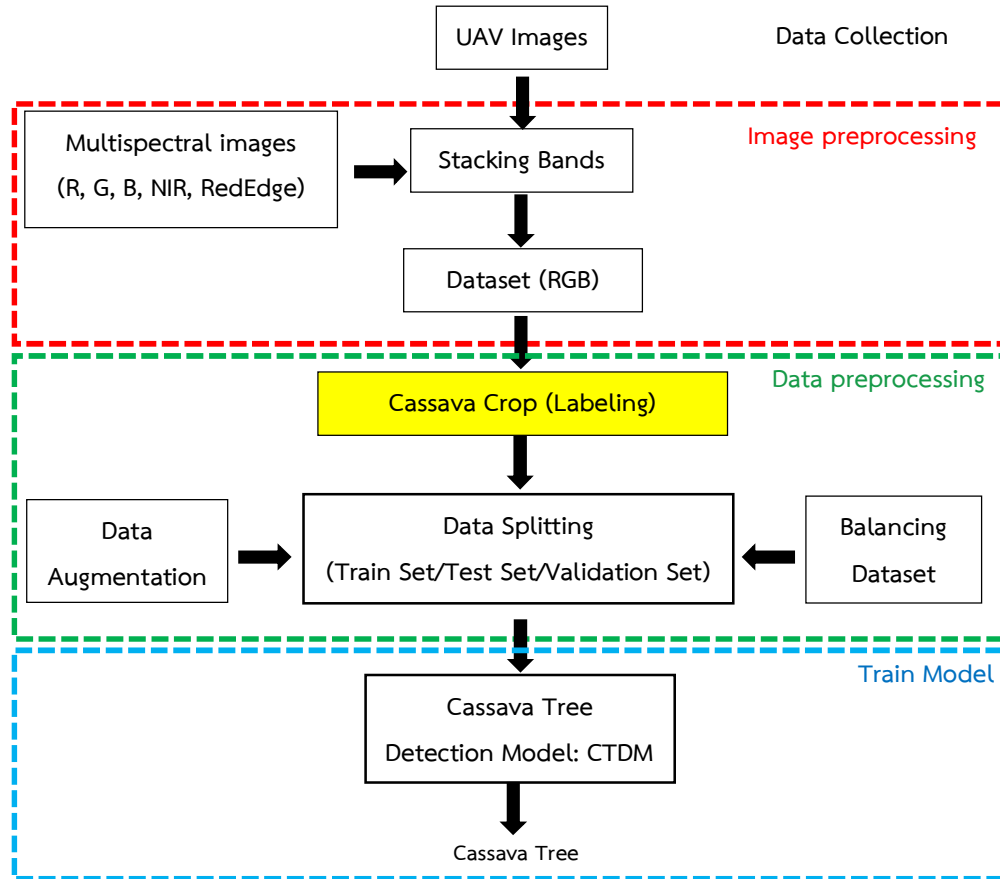 UAV Images
Data Collection
Image preprocessing
Multispectral images
(R, G, B, NIR, RedEdge)
Stacking Bands
Dataset (RGB)
Data preprocessing
Cassava Crop (Labeling)
Data
Augmentation
Data Splitting
(Train Set/Test Set/Validation Set)
Balancing
Dataset
Train Model
Cassava Tree
Detection Model: CTDM
Cassava Tree